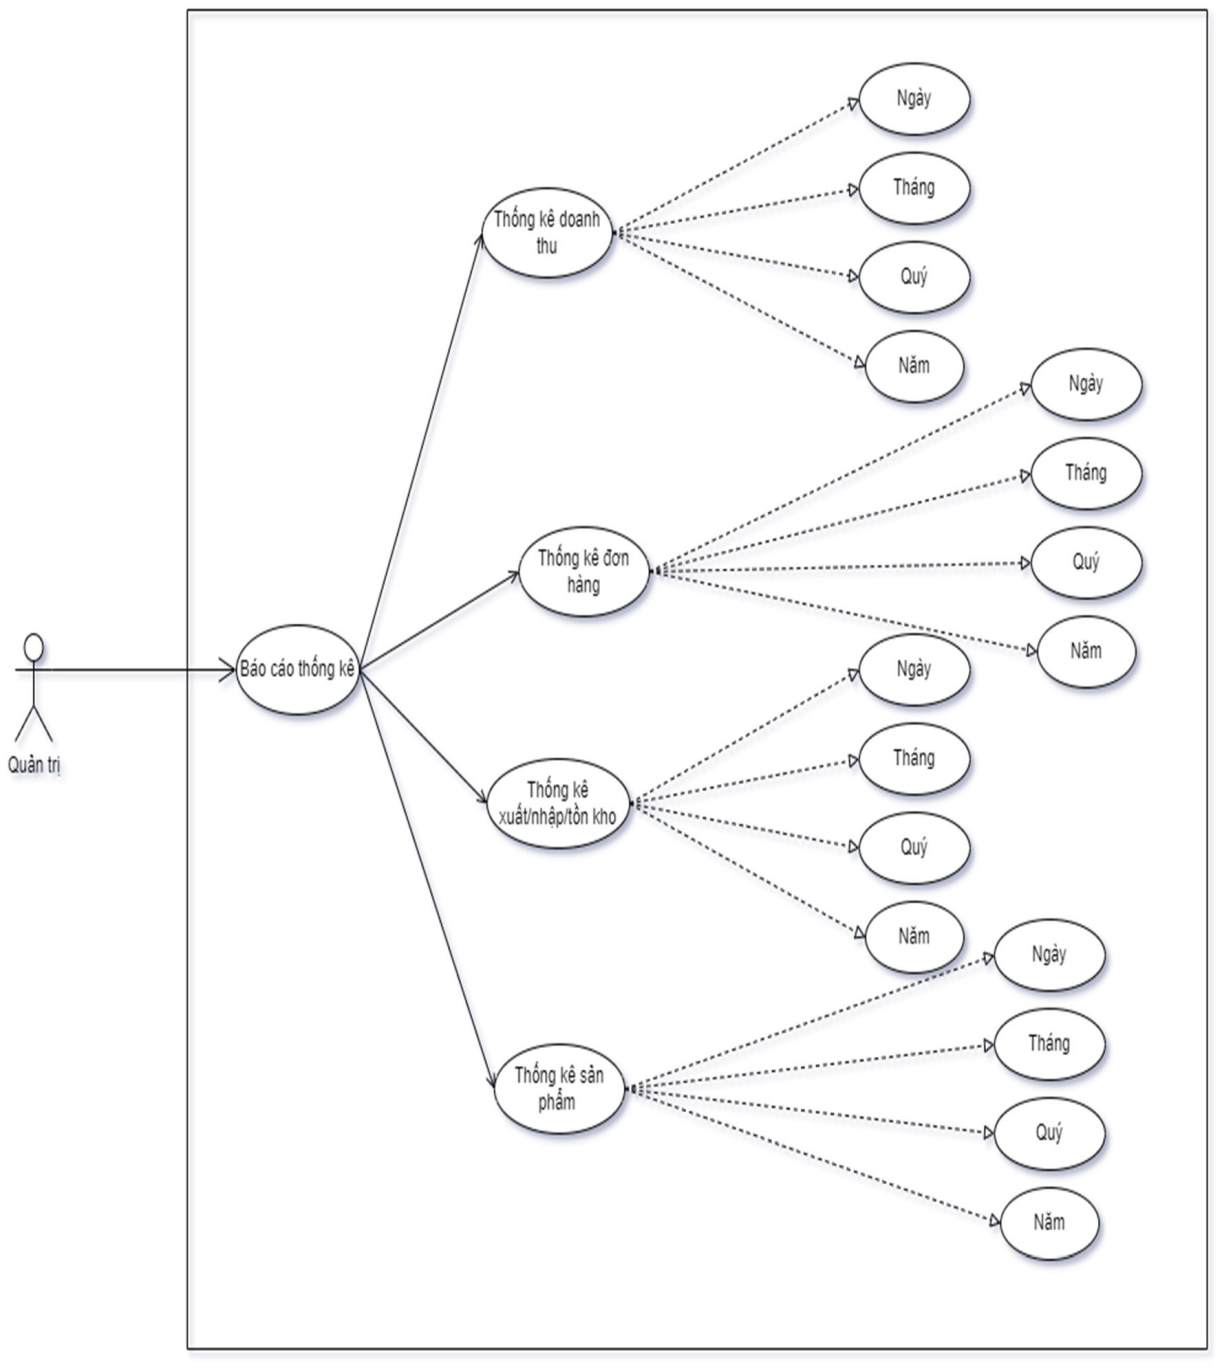 Quản trị
Báo cáo thống kê
Thống kê doanh
thu
Ngày
Tháng
Quý
Năm
Thống kê đơn
hàng
Ngày
Tháng
Quý
Năm
Thống kê
xuất/nhập/tồn kho
Ngày
Tháng
Quý
Năm
Thống kê sản
phẩm
Ngày
Tháng
Quý
Năm